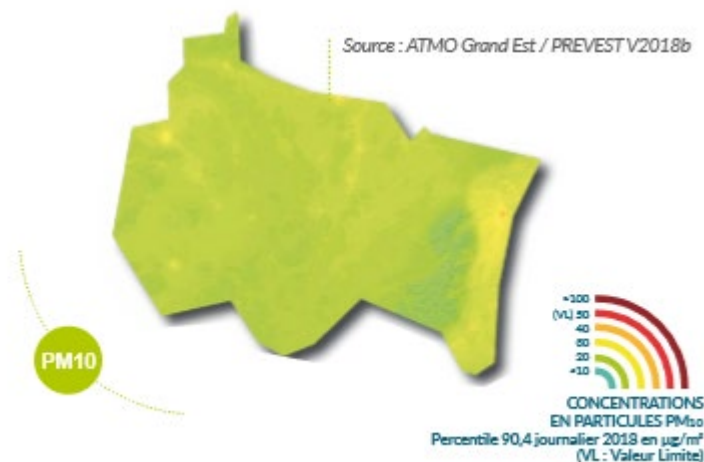 Source : ATMO Grand Est / PREVEST V2018b
PM10
>100
(VL) 50
40
30
20
<10
CONCENTRATIONS
EN PARTICULES PM10
Percentile 90,4 journalier 2018 en µg/m³
(VL : Valeur Limite)